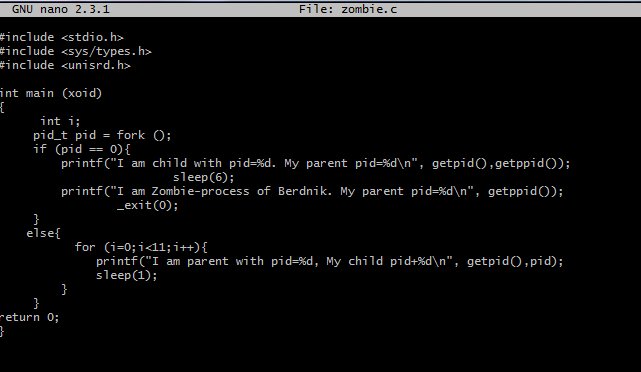 GNU nano 2.3.1 File: zombie.c
#include <stdio.h>
#include <sys/types.h>
#include <unisrd.h>
int main (xoid)
{
int i;
pid_t pid = fork ();
if (pid == 0){
printf("I am child with pid=%d. My parent pid=%d\n", getpid(),getppid());
sleep(6);
printf("I am Zombie-process of Berdnik. My parent pid=%d\n", getppid());
_exit(0);
}
else{
for (i=0;i<11;i++){
printf("I am parent with pid=%d, My child pid+%d\n", getpid(),pid);
sleep(1);
}
}
return 0;
}